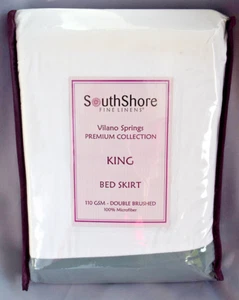 SouthShore
FINE LINENS
Vilano Springs
PREMIUM COLLECTION
KING
BED SKIRT
110 GSM - DOUBLE BRUSHED
100% Microfiber